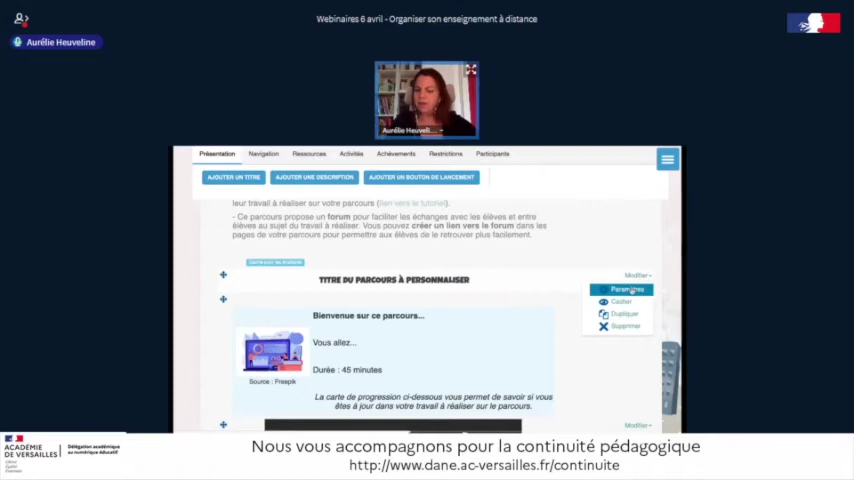 Webinaires 6 avril - Organiser son enseignement à distance
Aurélie Heuveline
Aurélie Heuveli...
Présentation Navigation Ressources Activités Achèvements Restrictions Participants
AJOUTER UN TITRE AJOUTER UNE DESCRIPTION AJOUTER UN BOUTON DE LANCEMENT
leur travail à réaliser sur votre parcours (lien vers le tutoriel).
- Ce parcours propose un forum pour faciliter les échanges avec les élèves et entre
élèves au sujet du travail à réaliser. Vous pouvez créer un lien vers le forum dans les
pages de votre parcours pour permettre aux élèves de le retrouver plus facilement.
Modifier
TITRE DU PARCOURS À PERSONNALISER
Paramètres
Cacher
Dupliquer
Supprimer
Bienvenue sur ce parcours...
Vous allez...
Durée : 45 minutes
Source : Freepik
La carte de progression ci-dessous vous permet de savoir si vous
êtes à jour dans votre travail à réaliser sur le parcours.
Modifier
ACADÉMIE
DE VERSAILLES
Liberté
Égalité
Fraternité
Délégation académique
au numérique éducatif
Nous vous accompagnons pour la continuité pédagogique
http://www.dane.ac-versailles.fr/continuite